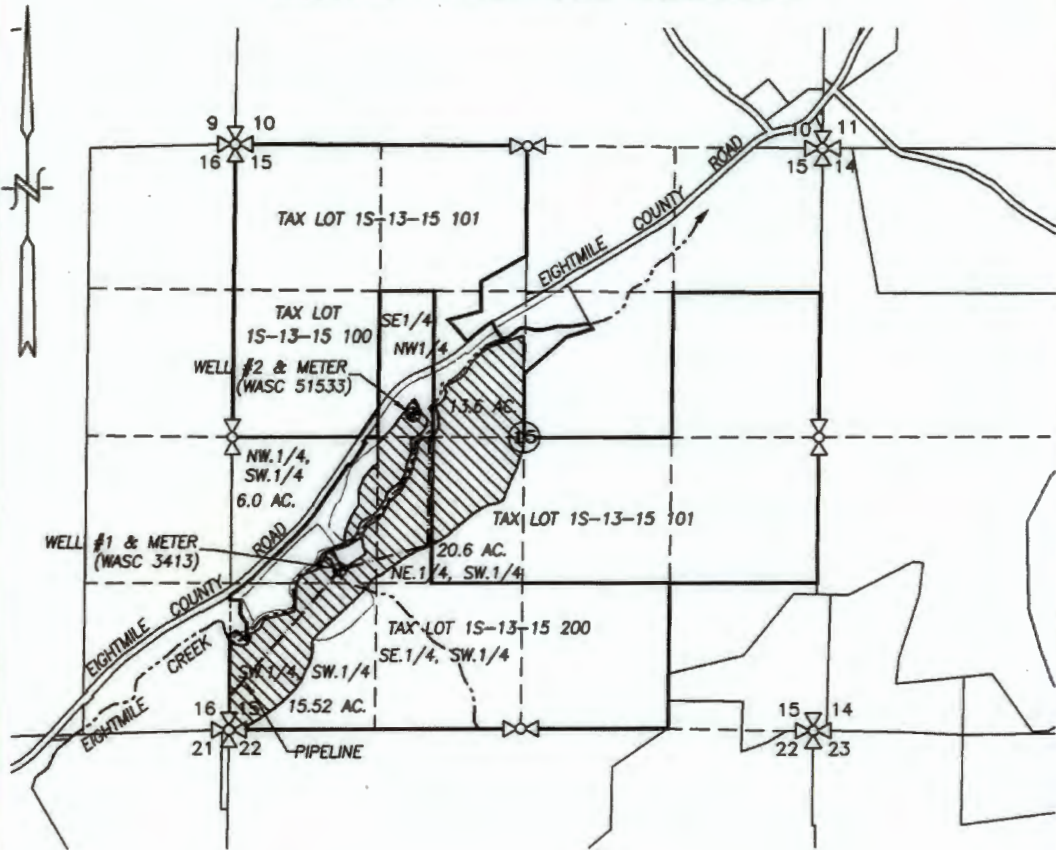 9 10
16 15
10 11
15 14
N
TAX LOT 1S-13-15 101
EIGHTMILE COUNTY ROAD
TAX LOT
1S-13-15 100
SE1/4
NW1/4
WELL #2 & METER
(WASC 51533)
13.6 AC.
15
NW.1/4,
SW.1/4
6.0 AC.
TAX LOT 1S-13-15 101
WELL #1 & METER
(WASC 3413)
20.6 AC.
NE.1/4, SW.1/4
EIGHTMILE COUNTY ROAD
TAX LOT 1S-13-15 200
SE.1/4, SW.1/4
EIGHTMILE CREEK
SW.1/4, SW.1/4
15.52 AC.
16 15
21 22
PIPELINE
15 14
22 23